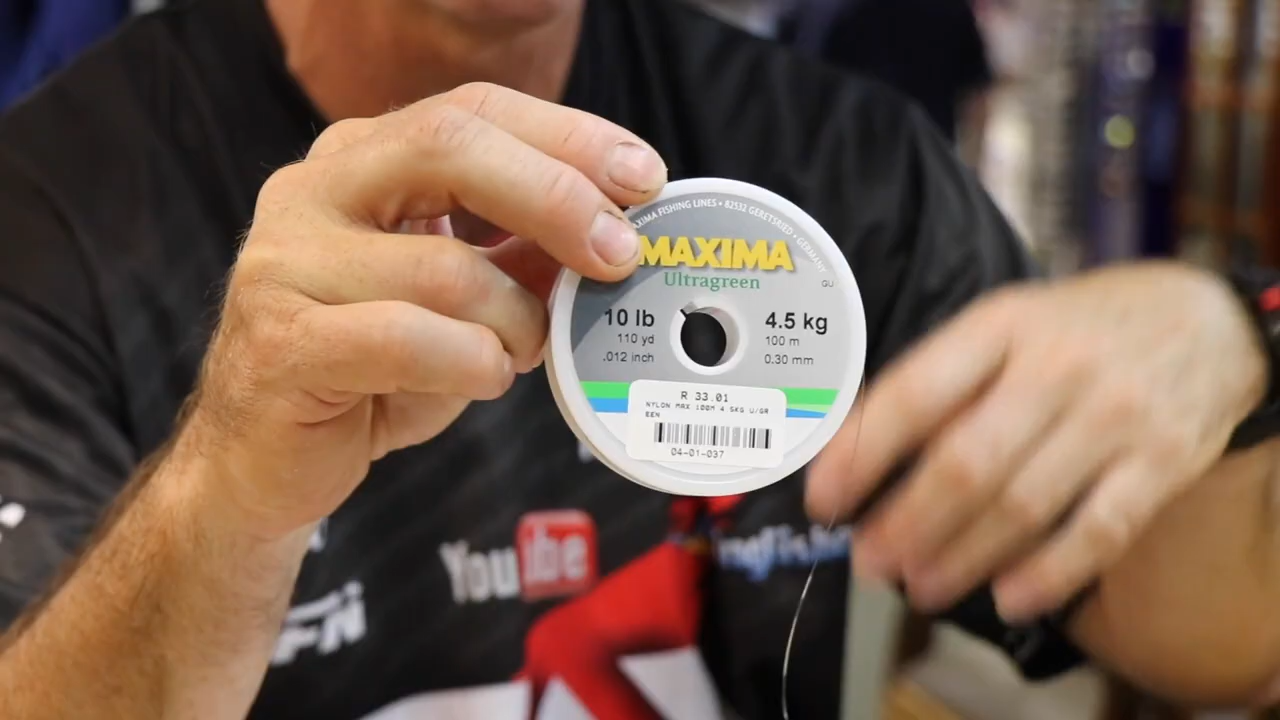 AXIMA FISHING LINES • 82532 GERETSRIED • GERMANY
MAXIMA
Ultragreen
GU
10 lb
110 yd
.012 inch
4.5 kg
100 m
0.30 mm
R 33.01
NYLON MAX 100M 4 5KG U/GR
EEN
04-01-037
YouTube